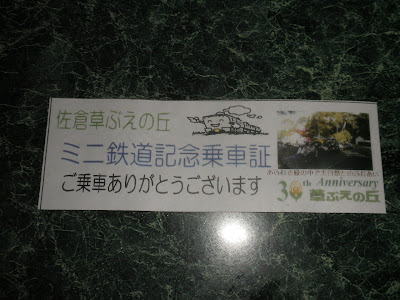 佐倉草ぶえの丘
ミニ鉄道記念乗車証
ご乗車ありがとうございます
30th Anniversary
草ぶえの丘